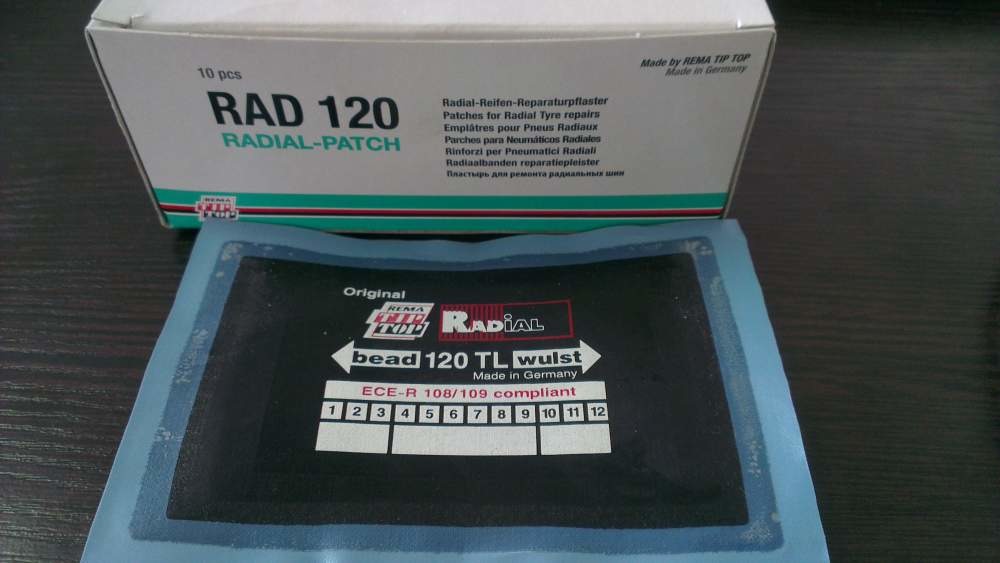 10 pcs
RAD 120
RADIAL-PATCH
Made by REMA TIP TOP
Made in Germany
Radial-Reifen-Reparaturpflaster
Patches for Radial Tyre repairs
Emplâtres pour Pneus Radiaux
Parches para Neumáticos Radiales
Rinforzi per Pneumatici Radiali
Radiaalbanden reparatiepleister
Пластырь для ремонта радиальных шин
REMA
TIP
TOP
Original
REMA
TIP
TOP
RADIAL
bead 120 TL wulst
Made in Germany
ECE-R 108/109 compliant
1 2 3 4 5 6 7 8 9 10 11 12